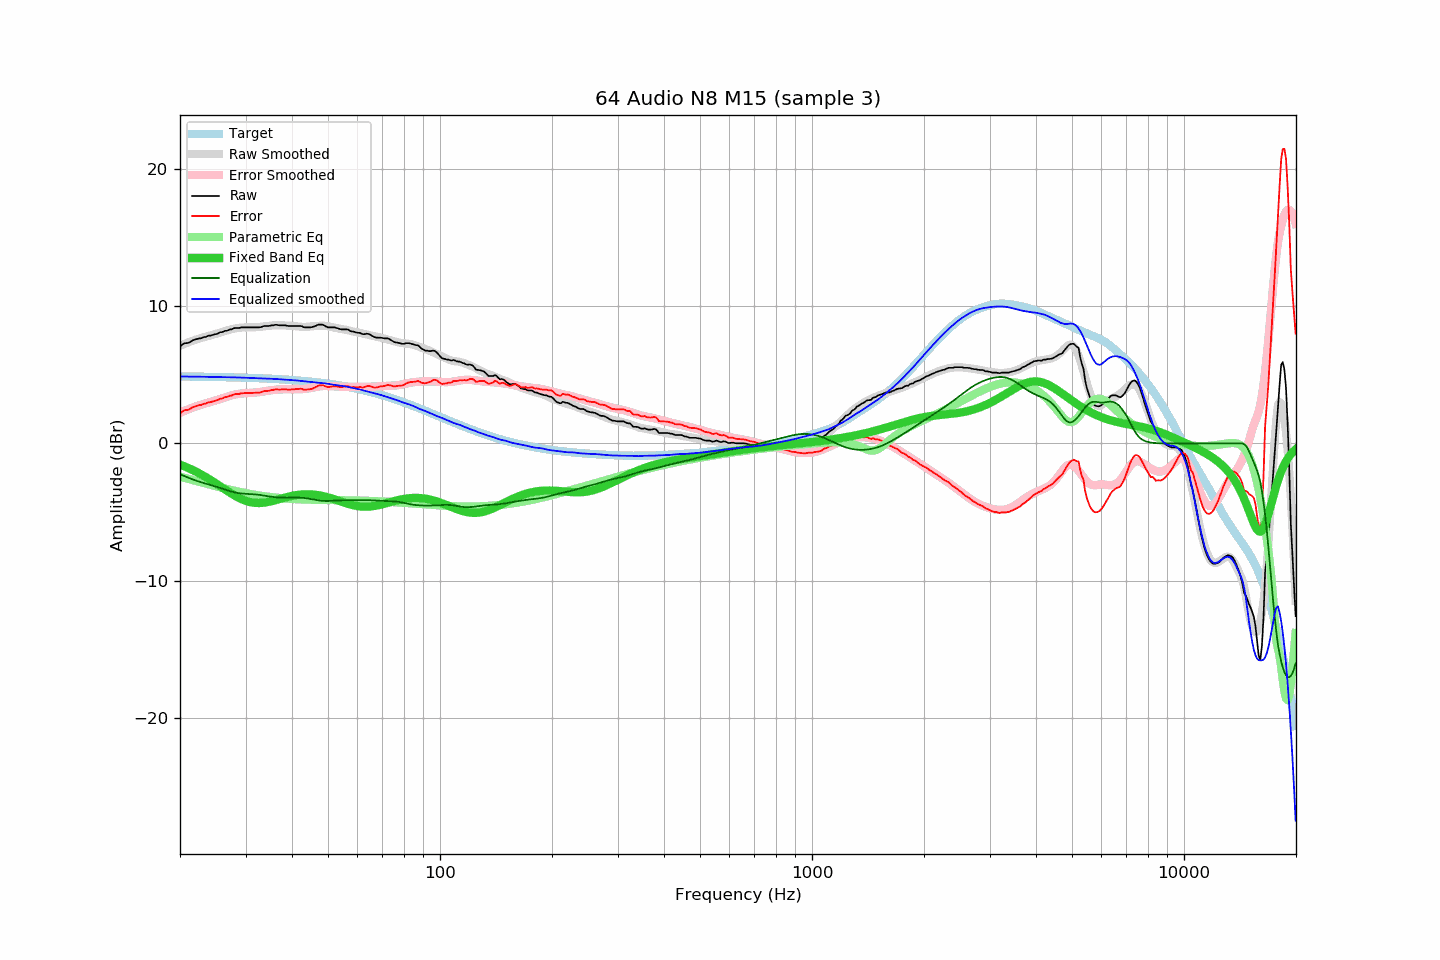 64 Audio N8 M15 (sample 3)
Target
Raw Smoothed
Error Smoothed
Raw
Error
Parametric Eq
Fixed Band Eq
Equalization
Equalized smoothed
20
10
0
−10
−20
Amplitude (dBr)
100
1000
10000
Frequency (Hz)